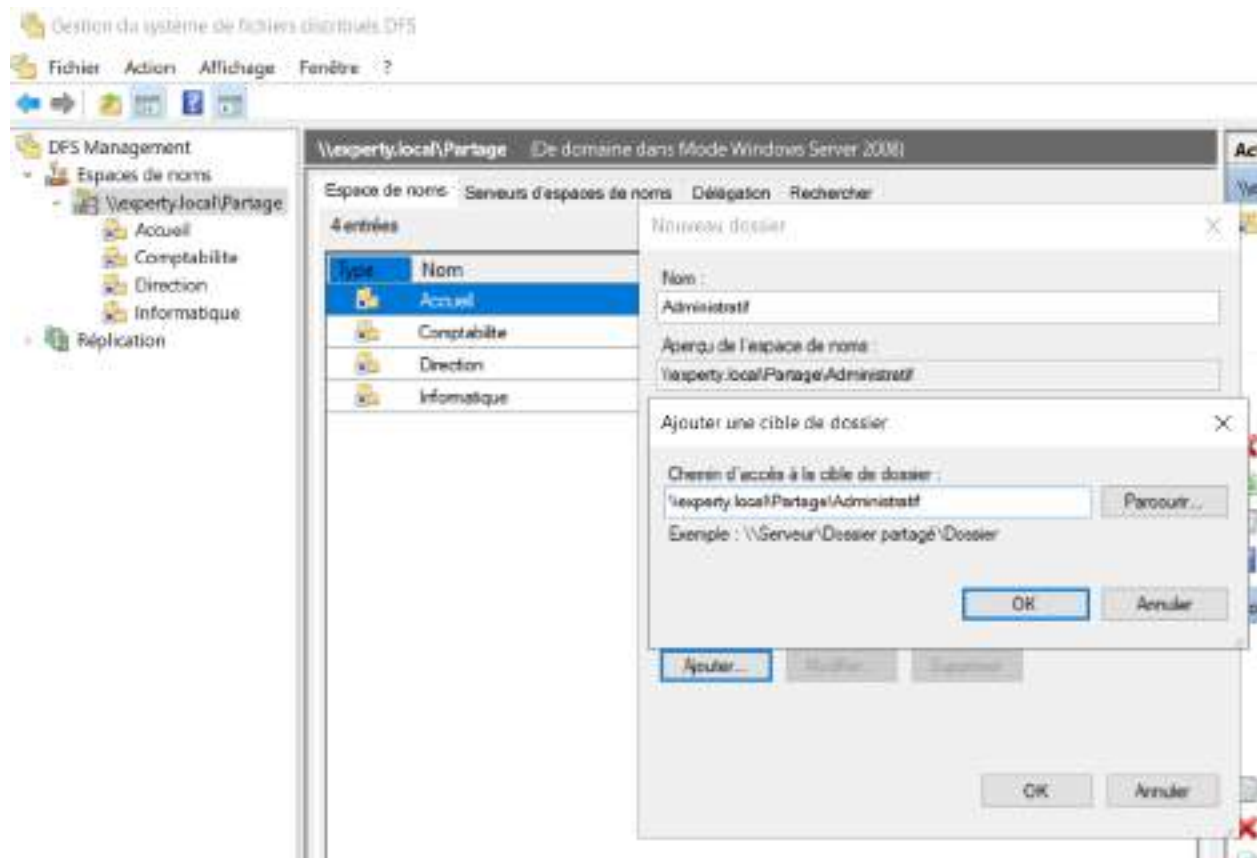 Gestion du système de fichiers distribués DFS
Fichier Action Affichage Fenêtre ?
DFS Management
Espaces de noms
\\experty.local\Partage
Accueil
Comptabilite
Direction
Informatique
Réplication
\\experty.local\Partage (De domaine dans Mode Windows Server 2008)
Espace de noms Serveurs d'espaces de noms Délégation Rechercher
4 entrées
Type Nom
Accueil
Comptabilite
Direction
Informatique
Nouveau dossier
Nom :
Administratif
Aperçu de l'espace de noms :
\\experty.local\Partage\Administratif
Ajouter une cible de dossier
Chemin d'accès à la cible de dossier :
\\experty.local\Partage\Administratif
Parcourir...
Exemple : \\Serveur\Dossier partagé\Dossier
OK Annuler
Ajouter... Modifier... Supprimer
OK Annuler
Ac